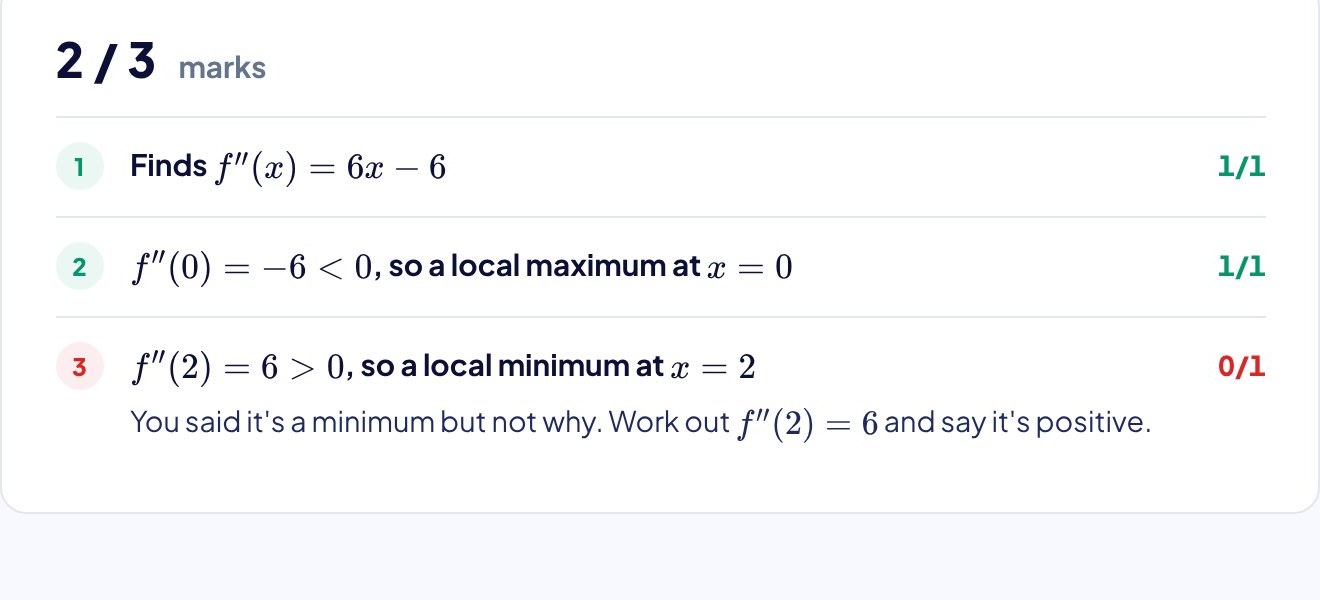 2 / 3 marks
1 Finds f″(x) = 6x − 6 1/1
2 f″(0) = −6 < 0, so a local maximum at x = 0 1/1
3 f″(2) = 6 > 0, so a local minimum at x = 2 0/1
You said it's a minimum but not why. Work out f″(2) = 6 and say it's positive.